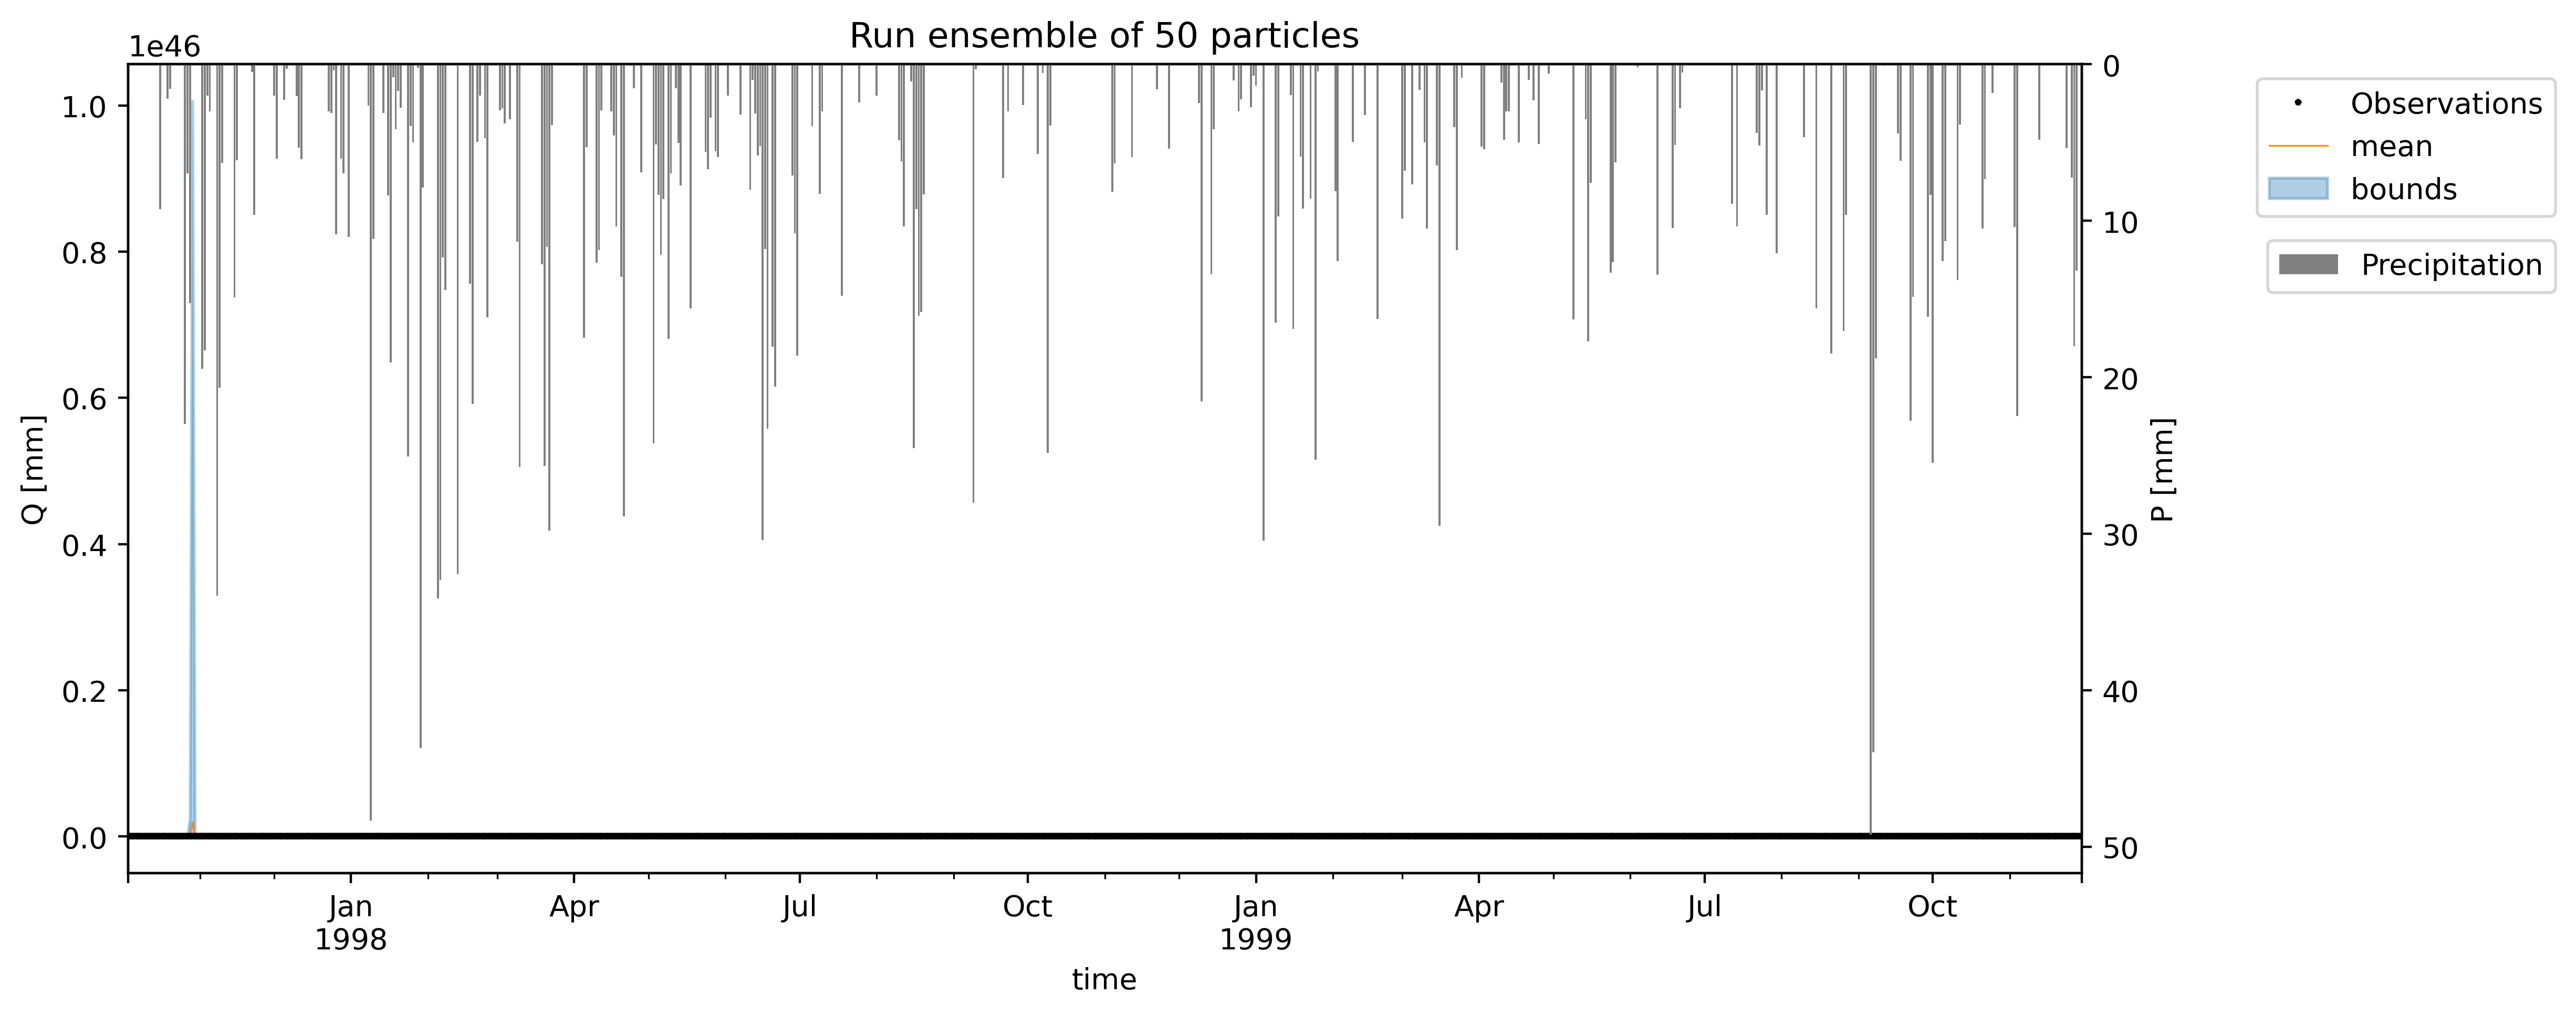 Run ensemble of 50 particles
1e46
1.0
0.8
0.6
0.4
0.2
0.0
Q [mm]
0
10
20
30
40
50
P [mm]
Jan
1998
Apr
Jul
Oct
Jan
1999
Apr
Jul
Oct
time
Observations
mean
bounds
Precipitation